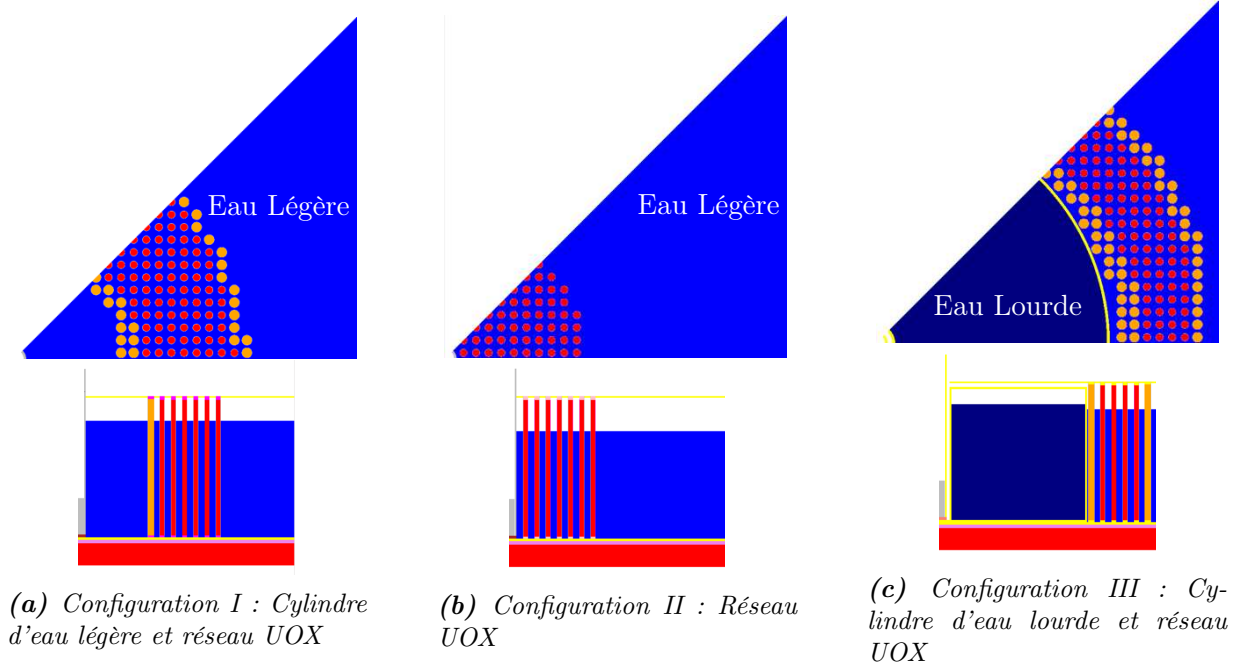 Eau Légère
Eau Légère
Eau Lourde
(a) Configuration I : Cylindre
d'eau légère et réseau UOX
(b) Configuration II : Réseau
UOX
(c) Configuration III : Cy-
lindre d'eau lourde et réseau
UOX